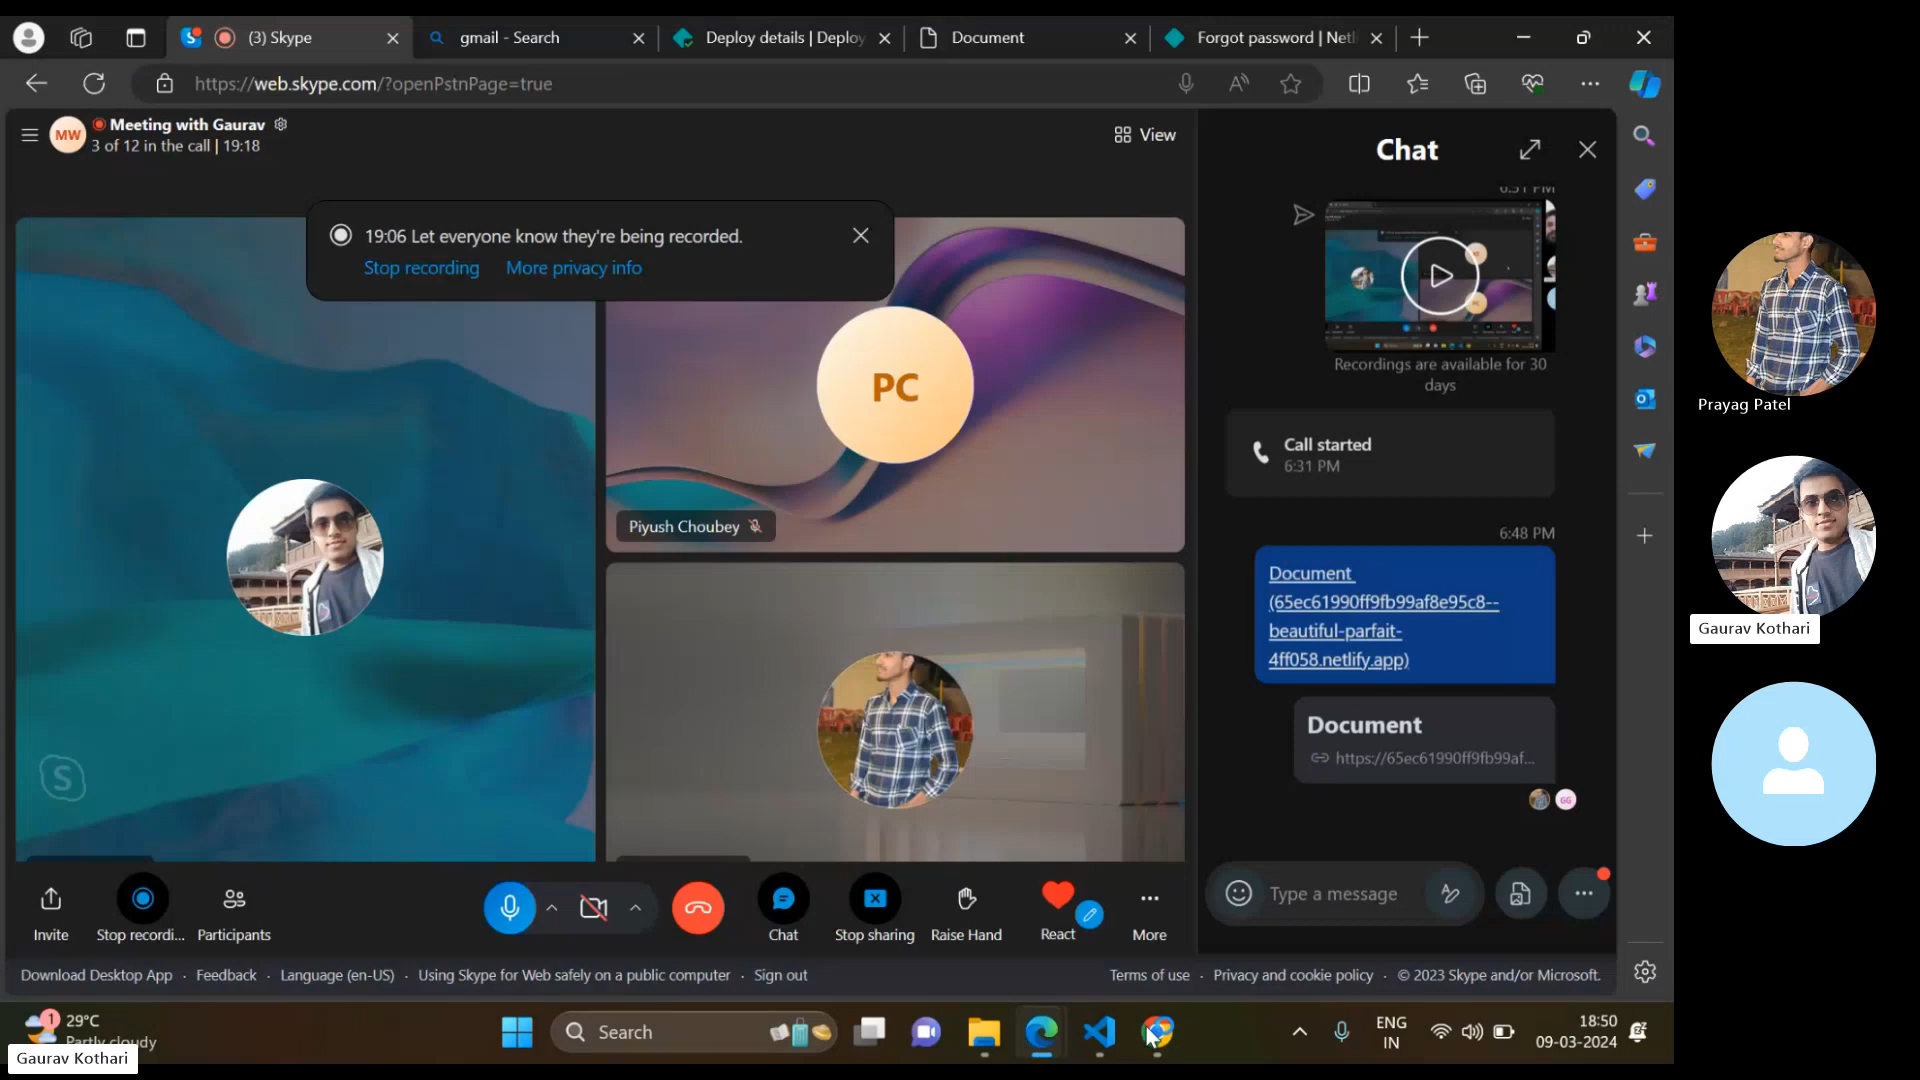 (3) Skype
gmail - Search
Deploy details | Deploy
Document
Forgot password | Netl
https://web.skype.com/?openPstnPage=true
MW
Meeting with Gaurav
3 of 12 in the call | 19:18
View
19:06 Let everyone know they're being recorded.
Stop recording More privacy info
PC
Piyush Choubey
Chat
6:31 PM
Recordings are available for 30
days
Call started
6:31 PM
6:48 PM
Document
(65ec61990ff9fb99af8e95c8--
beautiful-parfait-
4ff058.netlify.app)
Document
https://65ec61990ff9fb99af...
GG
Type a message
Invite
Stop recordi...
Participants
Chat
Stop sharing
Raise Hand
React
More
Download Desktop App · Feedback · Language (en-US) · Using Skype for Web safely on a public computer · Sign out
Terms of use · Privacy and cookie policy · © 2023 Skype and/or Microsoft.
1
29°C
Partly cloudy
Search
ENG
IN
18:50
09-03-2024
Gaurav Kothari
Prayag Patel
Gaurav Kothari